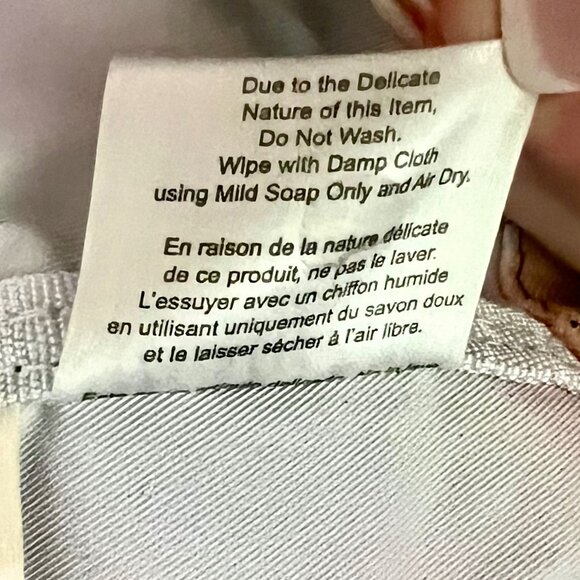 Due to the Delicate
Nature of this Item,
Do Not Wash.
Wipe with Damp Cloth
using Mild Soap Only and Air Dry.
En raison de la nature délicate
de ce produit, ne pas le laver.
L'essuyer avec un chiffon humide
en utilisant uniquement du savon doux
et le laisser sécher à l'air libre.